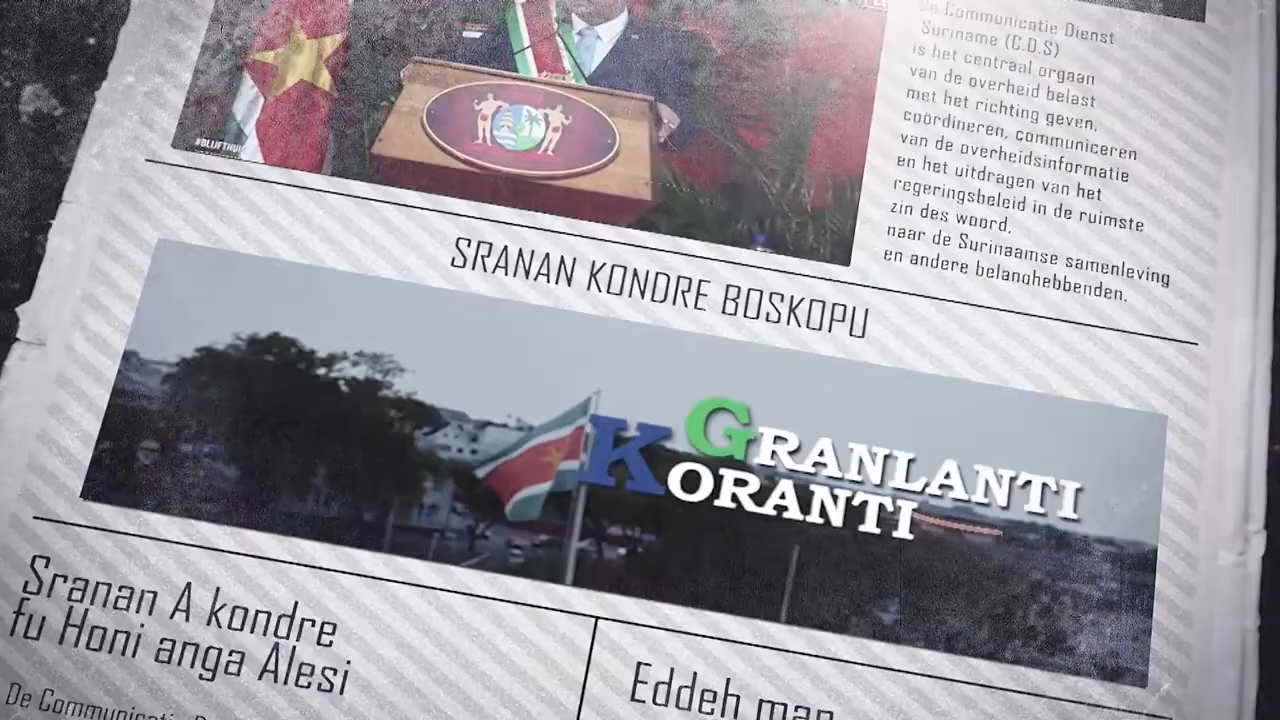 De Communicatie Dienst
Suriname (C.D.S)
is het centraal orgaan
van de overheid belast
met het richting geven,
coördineren, communiceren
van de overheidsinformatie
en het uitdragen van het
regeringsbeleid in de ruimste
zin des woord,
naar de Surinaamse samenleving
en andere belanghebbenden.
SRANAN KONDRE BOSKOPU
GRANLANTI
KORANTI
Sranan A kondre
fu Honi anga Alesi
Eddeh man
De